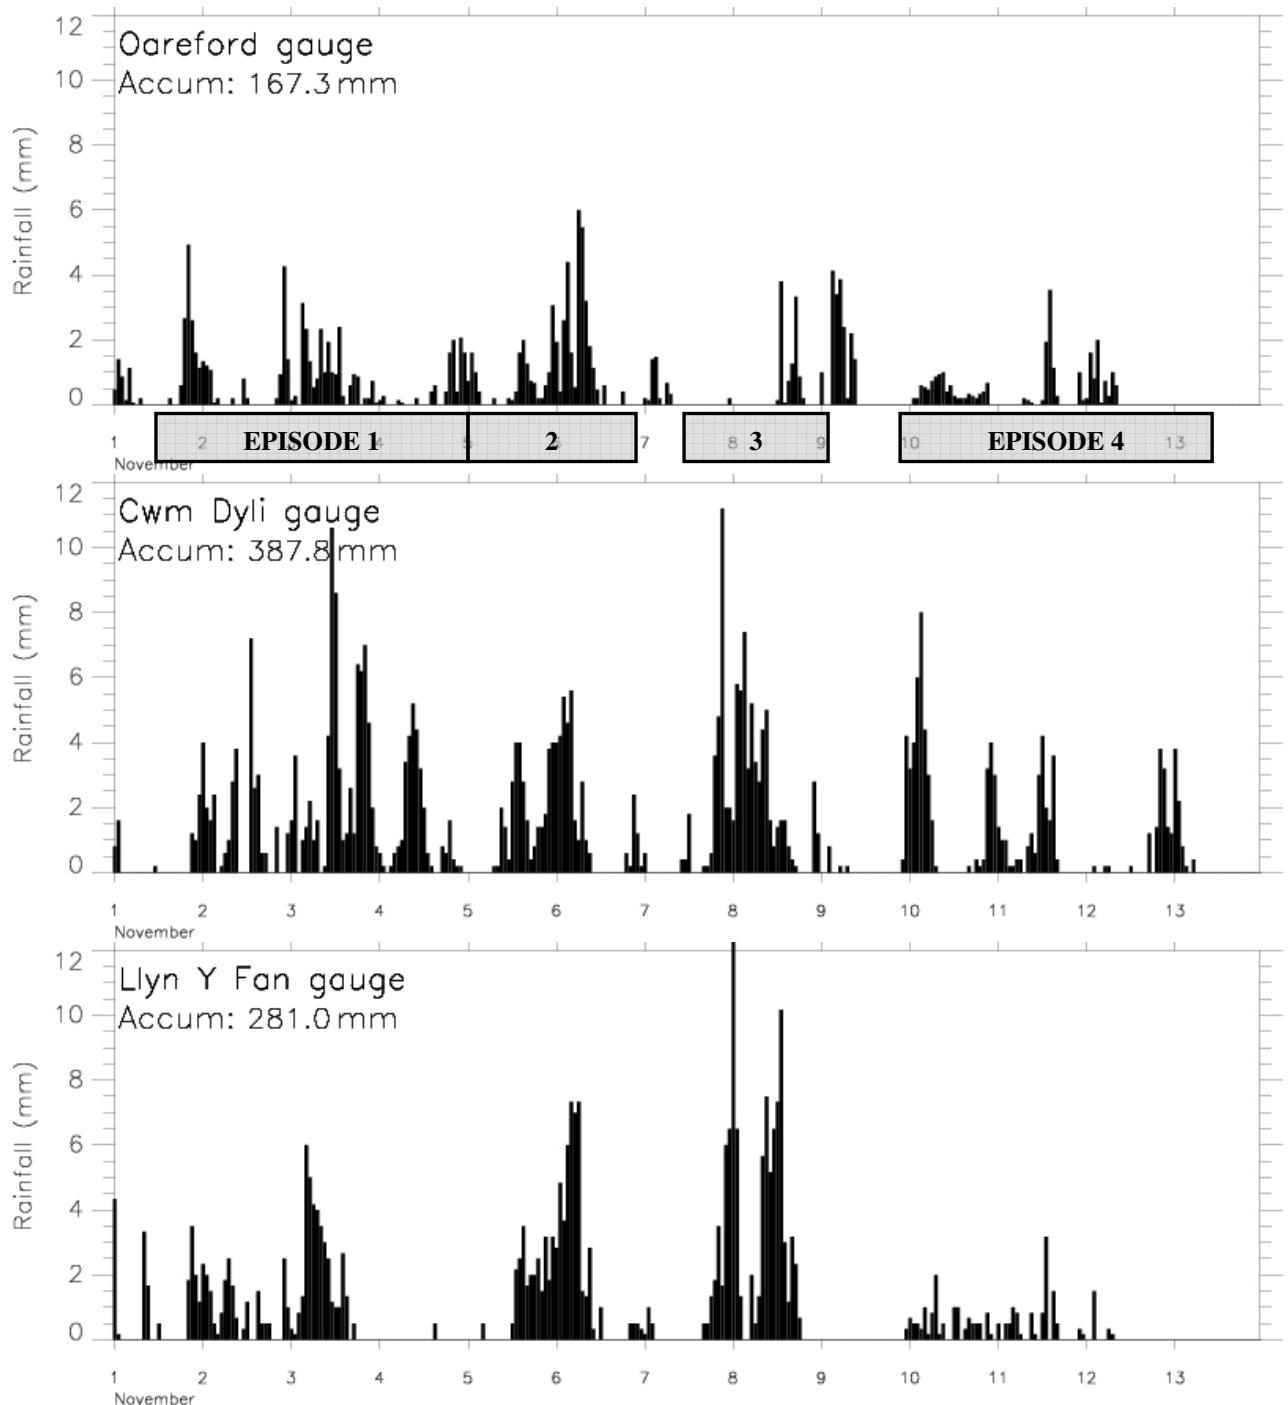 12
Oareford gauge
Accum: 167.3mm
10
8
6
4
2
0
Rainfall (mm)
EPISODE 1
2
3
EPISODE 4
1 2 4 6 7 8 9 10 13
November
12
Cwm Dyli gauge
Accum: 387.8mm
10
8
6
4
2
0
Rainfall (mm)
1 2 3 4 5 6 7 8 9 10 11 12 13
November
12
Llyn Y Fan gauge
Accum: 281.0mm
10
8
6
4
2
0
Rainfall (mm)
1 2 3 4 5 6 7 8 9 10 11 12 13
November